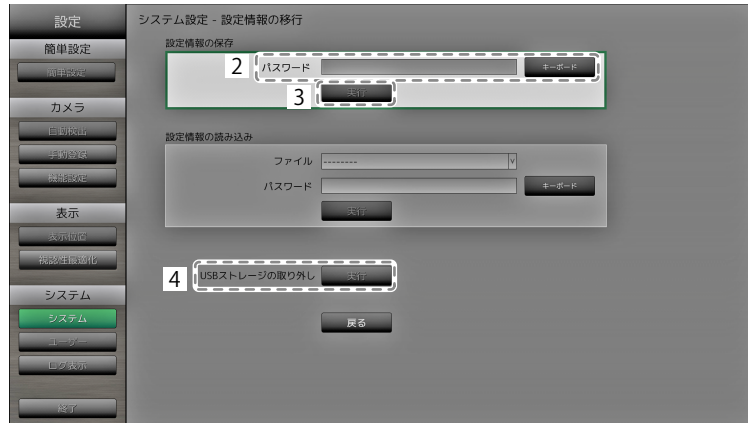 設定
簡単設定
簡単設定
カメラ
自動検出
手動登録
機能設定
表示
表示位置
視認性最適化
システム
システム
ユーザー
ログ表示
終了
システム設定 - 設定情報の移行
設定情報の保存
2 パスワード キーボード
3 実行
設定情報の読み込み
ファイル -------- V
パスワード キーボード
実行
4 USBストレージの取り外し 実行
戻る